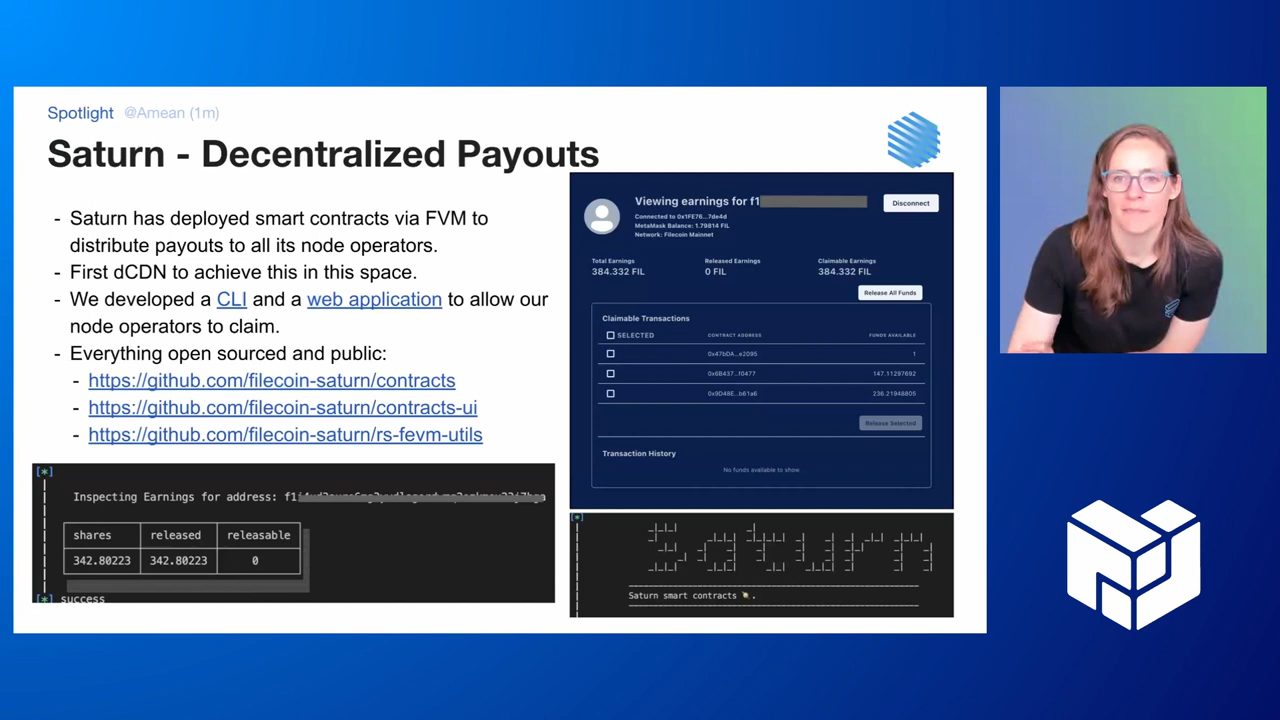 Spotlight @Amean (1m)
Saturn - Decentralized Payouts
- Saturn has deployed smart contracts via FVM to
distribute payouts to all its node operators.
- First dCDN to achieve this in this space.
- We developed a CLI and a web application to allow our
node operators to claim.
- Everything open sourced and public:
- https://github.com/filecoin-saturn/contracts
- https://github.com/filecoin-saturn/contracts-ui
- https://github.com/filecoin-saturn/rs-fevm-utils
Viewing earnings for f1
Connected to 0x1FE76...7de4d
MetaMask Balance: 1.79814 FIL
Network: Filecoin Mainnet
Disconnect
Total Earnings Released Earnings Claimable Earnings
384.332 FIL 0 FIL 384.332 FIL
Release All Funds
Claimable Transactions
SELECTED CONTRACT ADDRESS FUNDS AVAILABLE
0x47bDA...e2095 1
0x6B437...f0477 147.11297692
0x9D48E...b61a6 236.21948805
Release Selected
Transaction History
No funds available to show
[*]
Inspecting Earnings for address:
shares released releasable
342.80223 342.80223 0
[*] success
[*]
Saturn
Saturn smart contracts 🪐.